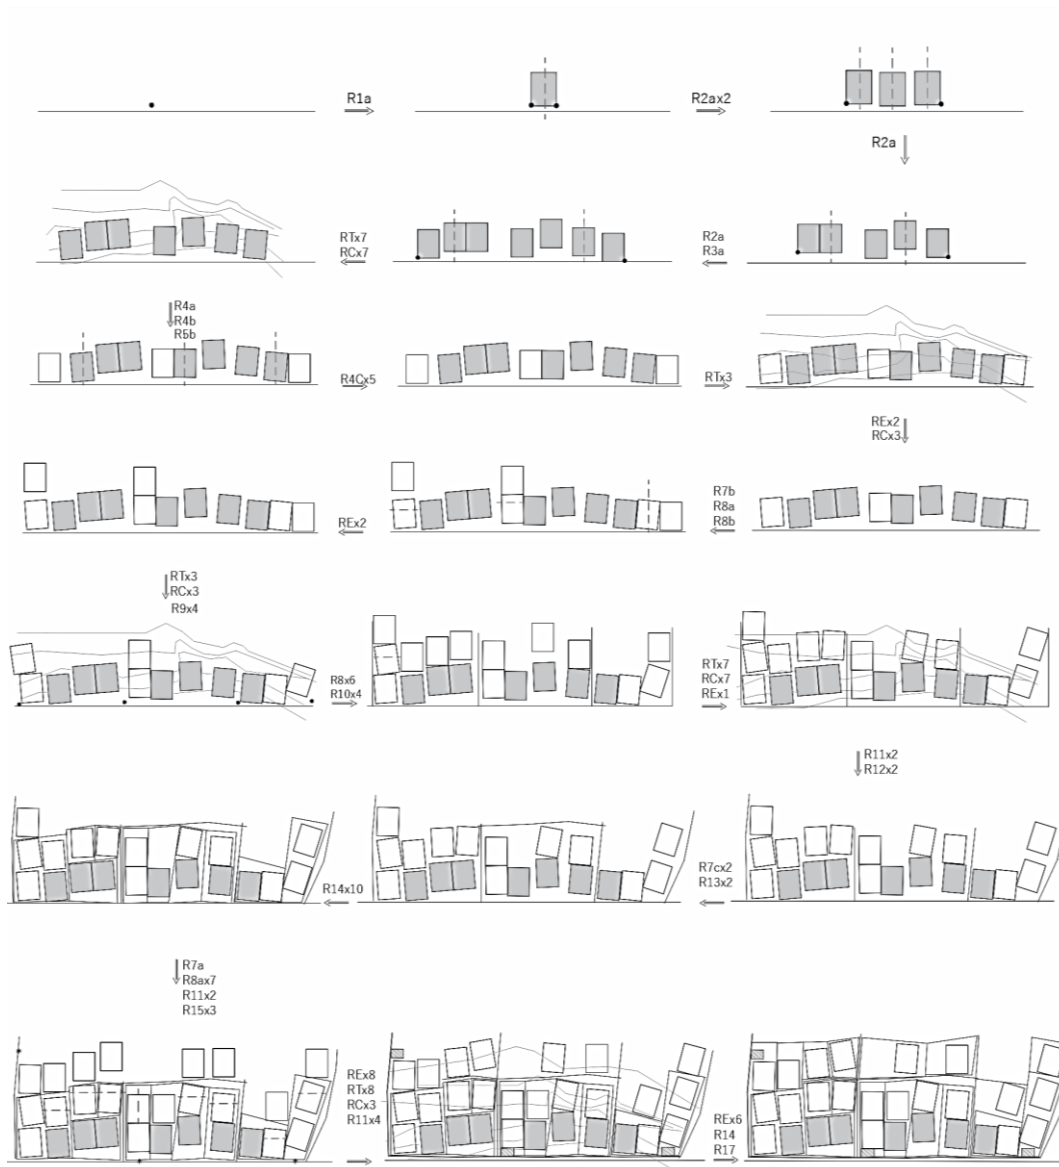 R1a
R2ax2
R2a
RTx7
RCx7
R2a
R3a
R4a
R4b
R5b
R4Cx5
RTx3
REx2
RCx3
REx2
R7b
R8a
R8b
RTx3
RCx3
R9x4
R8x6
R10x4
RTx7
RCx7
REx1
R11x2
R12x2
R14x10
R7cx2
R13x2
R7a
R8ax7
R11x2
R15x3
REx8
RTx8
RCx3
R11x4
REx6
R14
R17